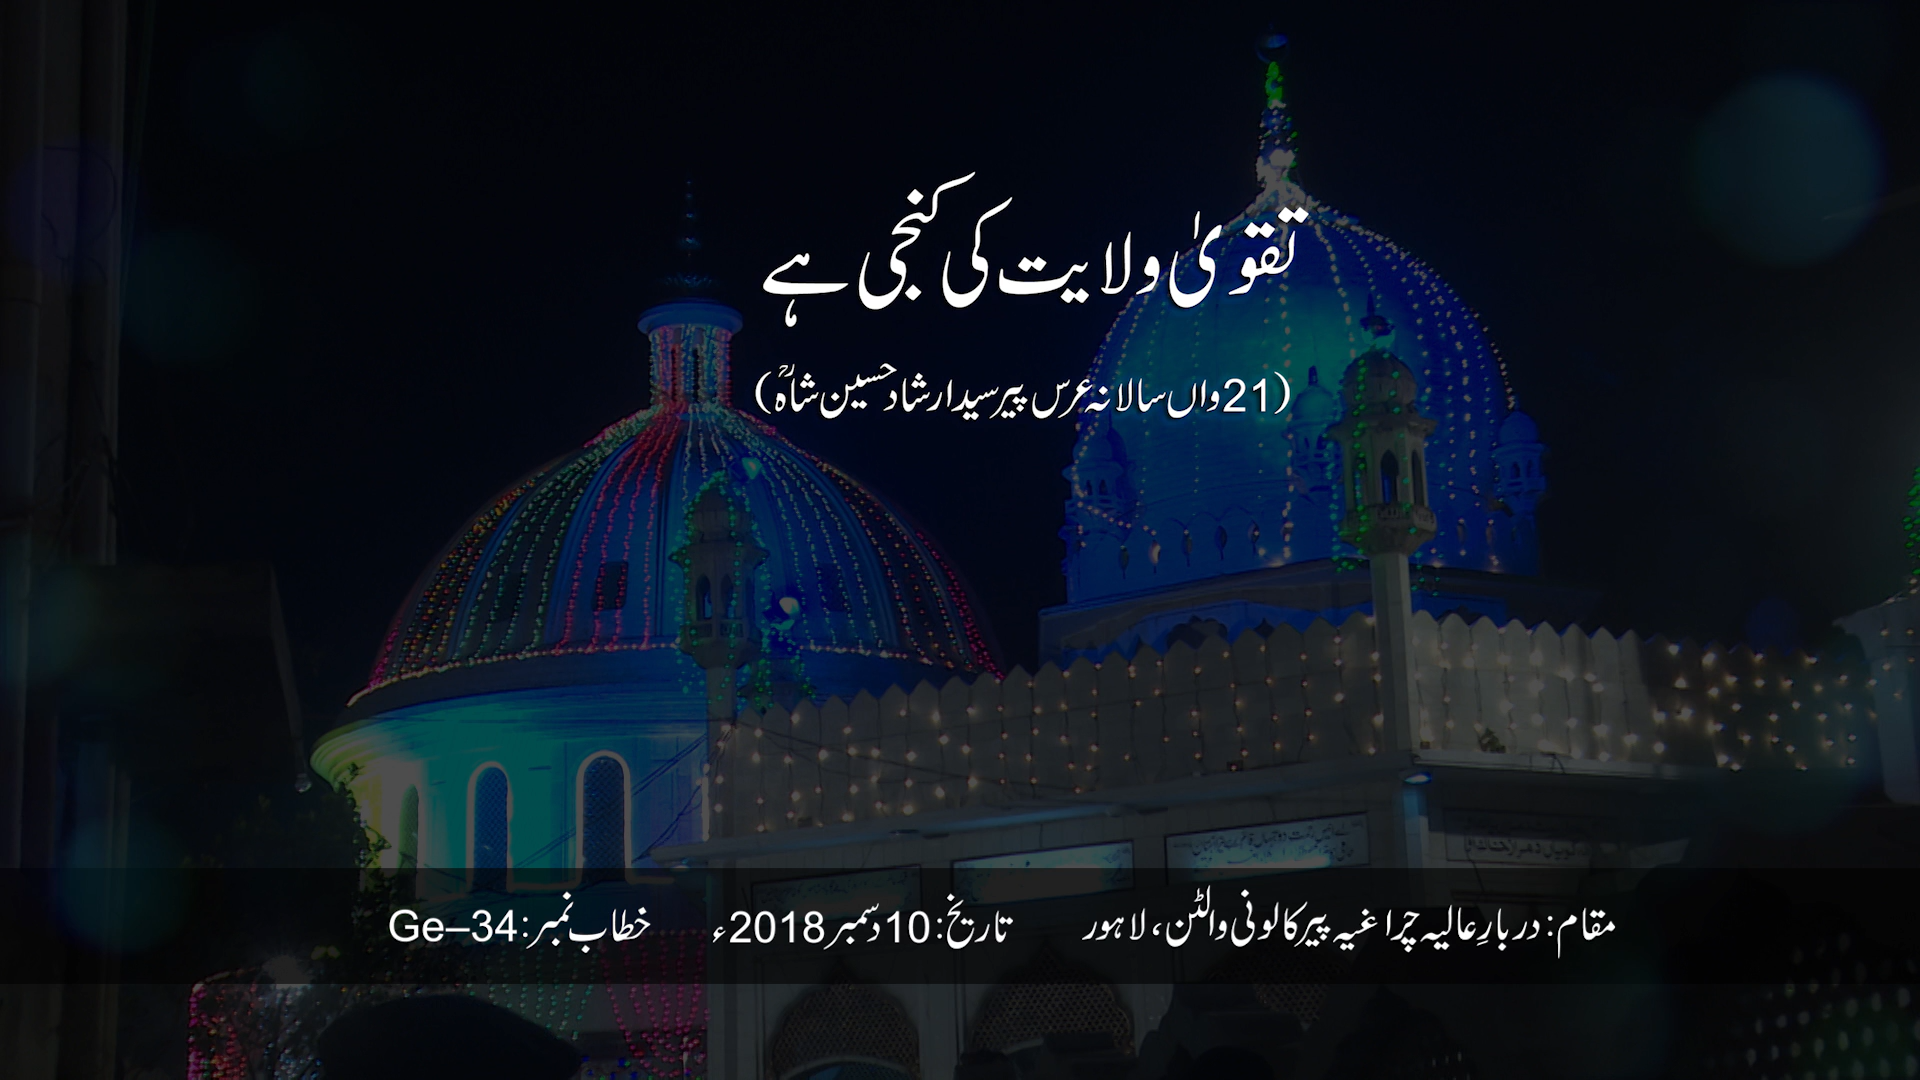 تقویٰ ولایت کی کنجی ہے
(21واں سالانہ عرس پیر سید ارشاد حسین شاہؒ)
مقام: دربارِ عالیہ چراغیہ پیر کالونی والٹن، لاہور تاریخ: 10 دسمبر 2018ء خطاب نمبر: Ge–34